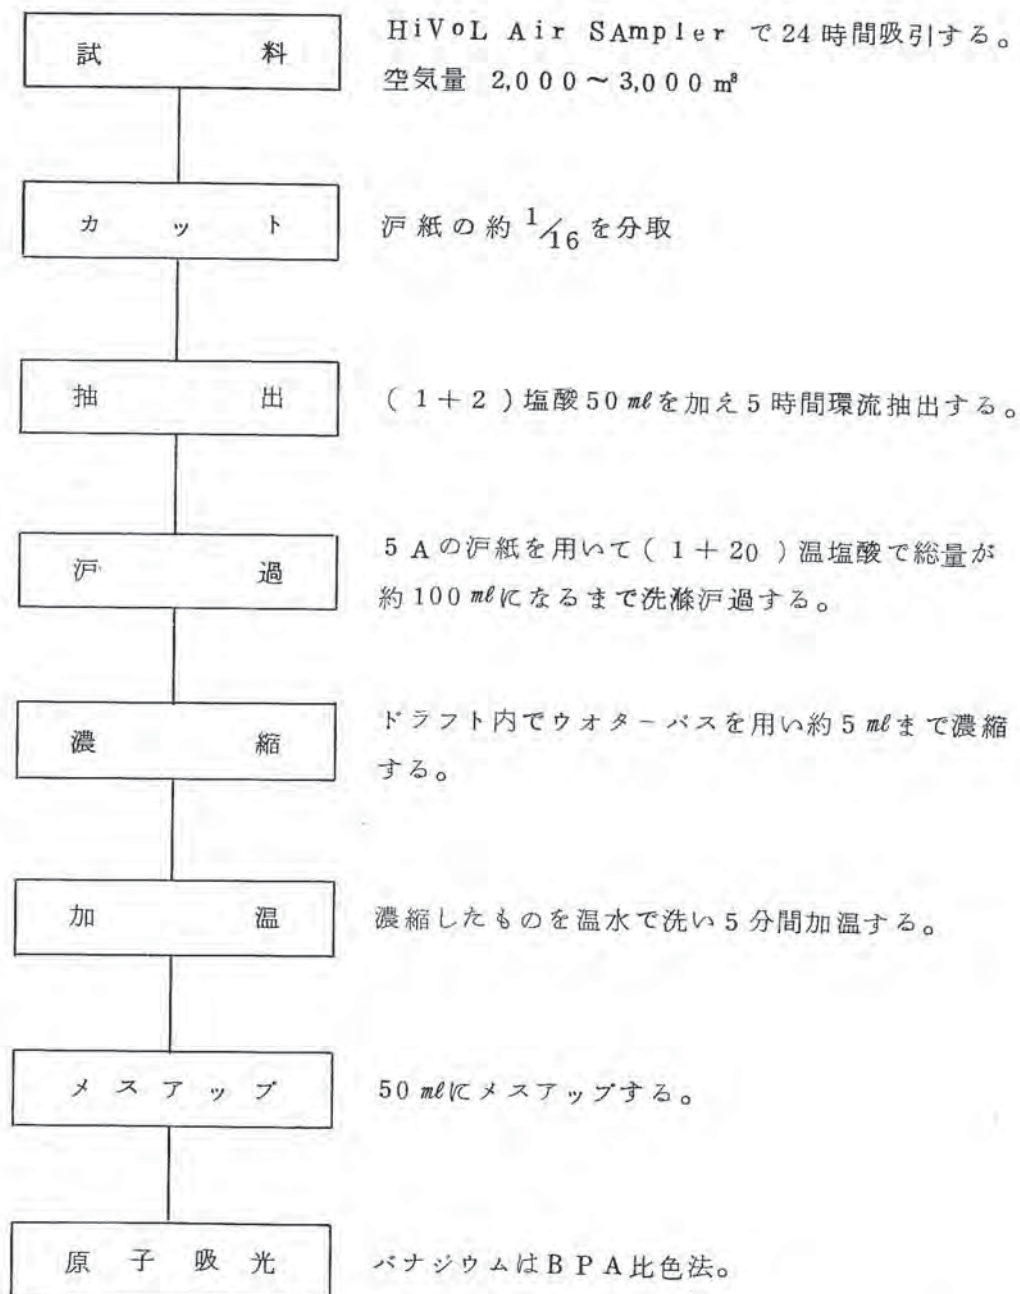 試料
HiVoL Air SAmpler で24時間吸引する。
空気量 2,000～3,000 m³
カット
沪紙の約 1/16 を分取
抽出
(1+2)塩酸50mℓを加え5時間環流抽出する。
沪過
5Aの沪紙を用いて(1+20)温塩酸で総量が
約100mℓになるまで洗滌沪過する。
濃縮
ドラフト内でウオターバスを用い約5mℓまで濃縮
する。
加温
濃縮したものを温水で洗い5分間加温する。
メスアップ
50mℓにメスアップする。
原子吸光
バナジウムはBPA比色法。